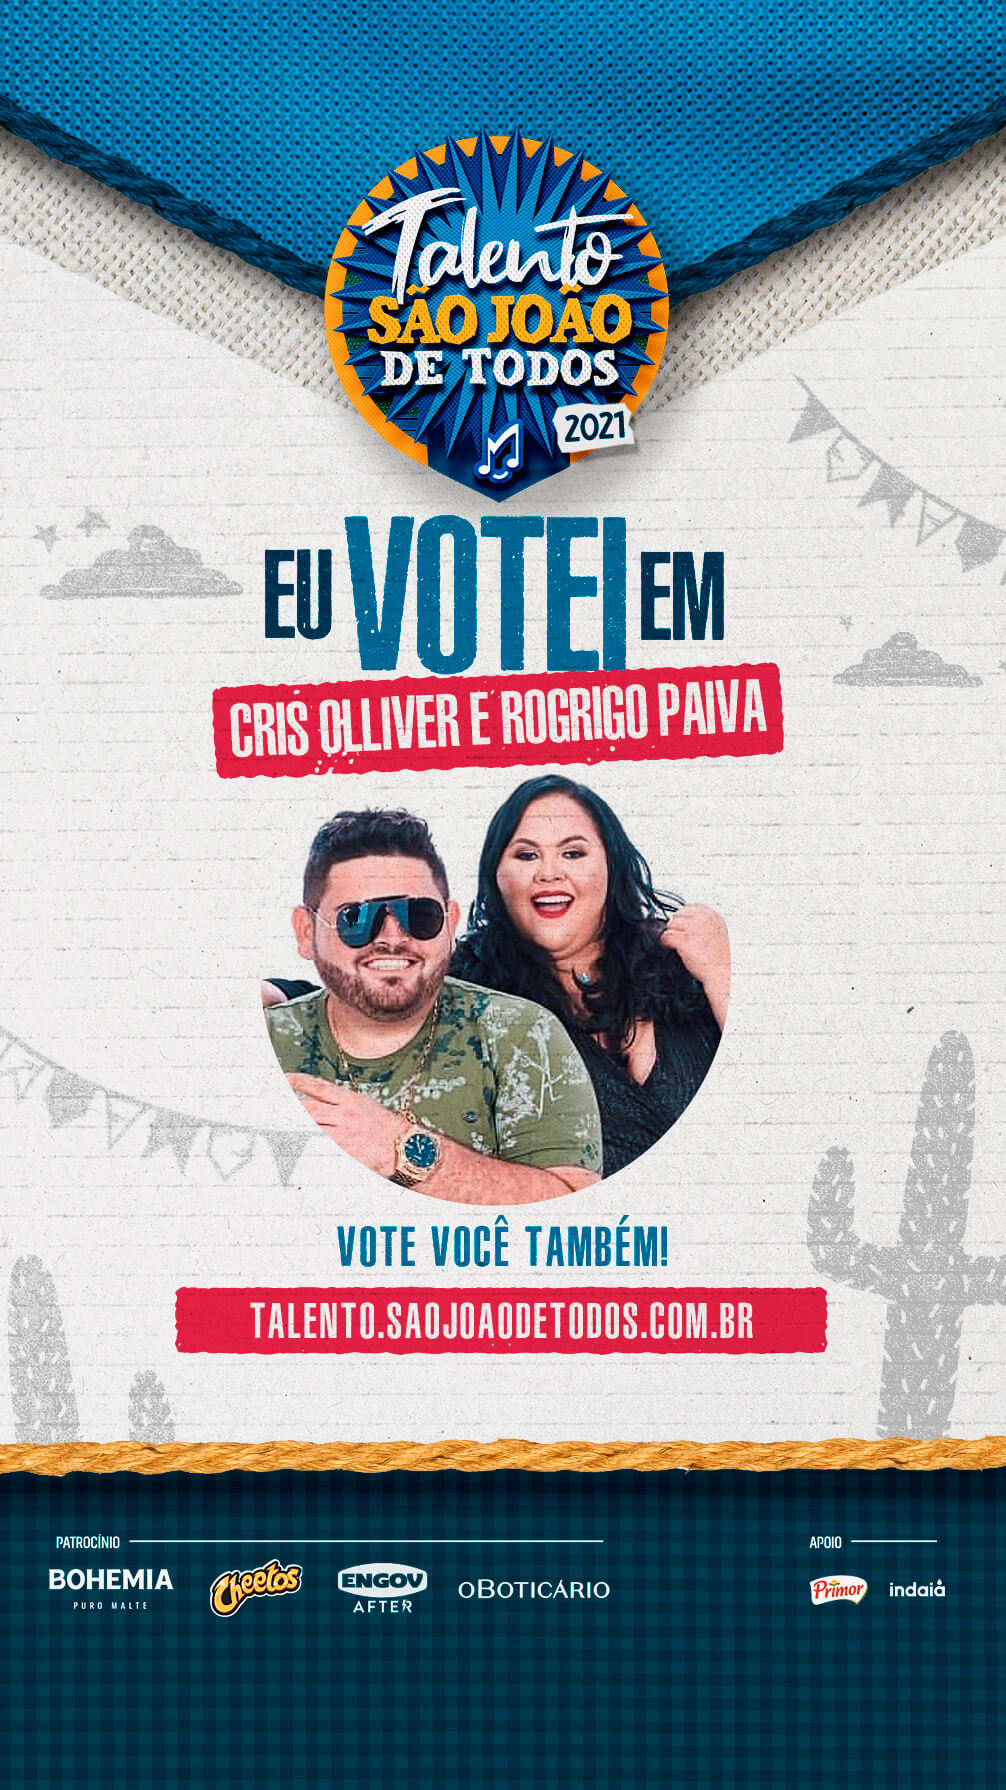 Talento
SÃO JOÃO
DE TODOS
2021
EU VOTEI EM
CRIS OLLIVER E ROGRIGO PAIVA
VOTE VOCÊ TAMBÉM!
TALENTO.SAOJOAODETODOS.COM.BR
PATROCÍNIO
BOHEMIA
PURO MALTE
Cheetos
ENGOV
AFTER
OBOTICÁRIO
APOIO
Primor
indaiá